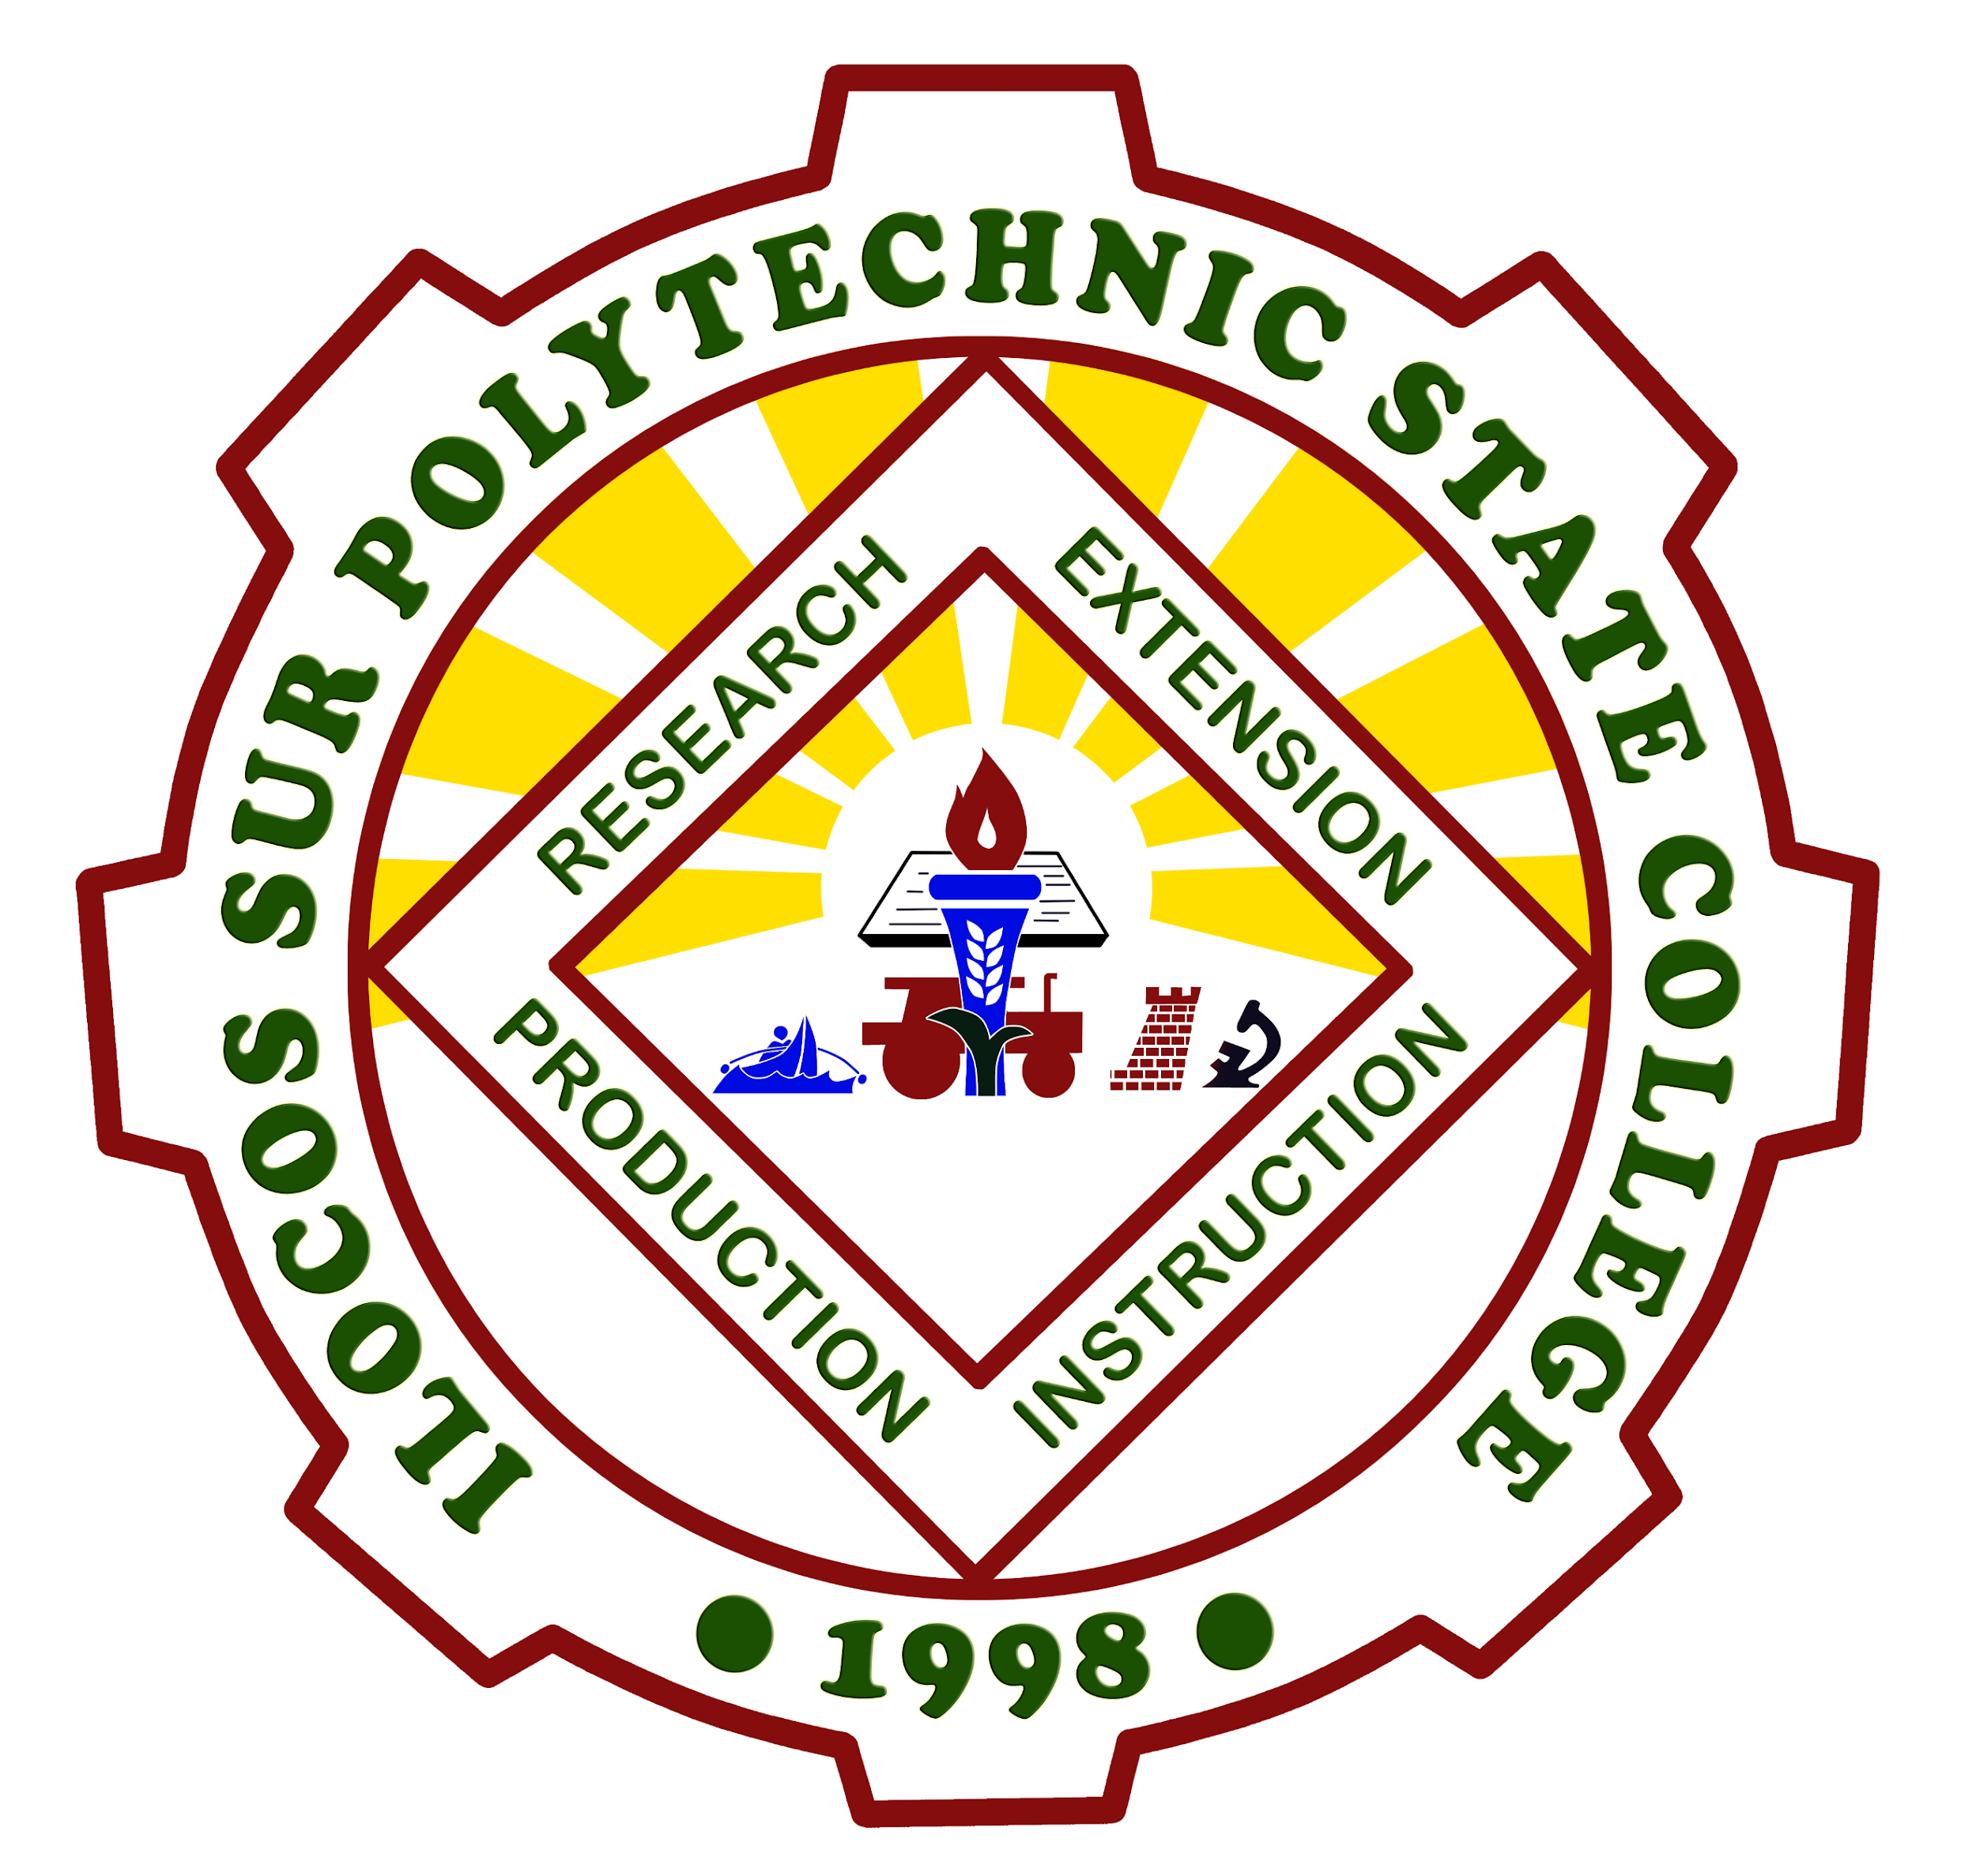 ILOCOS SUR POLYTECHNIC STATE COLLEGE
RESEARCH
EXTENSION
PRODUCTION
INSTRUCTION
1998